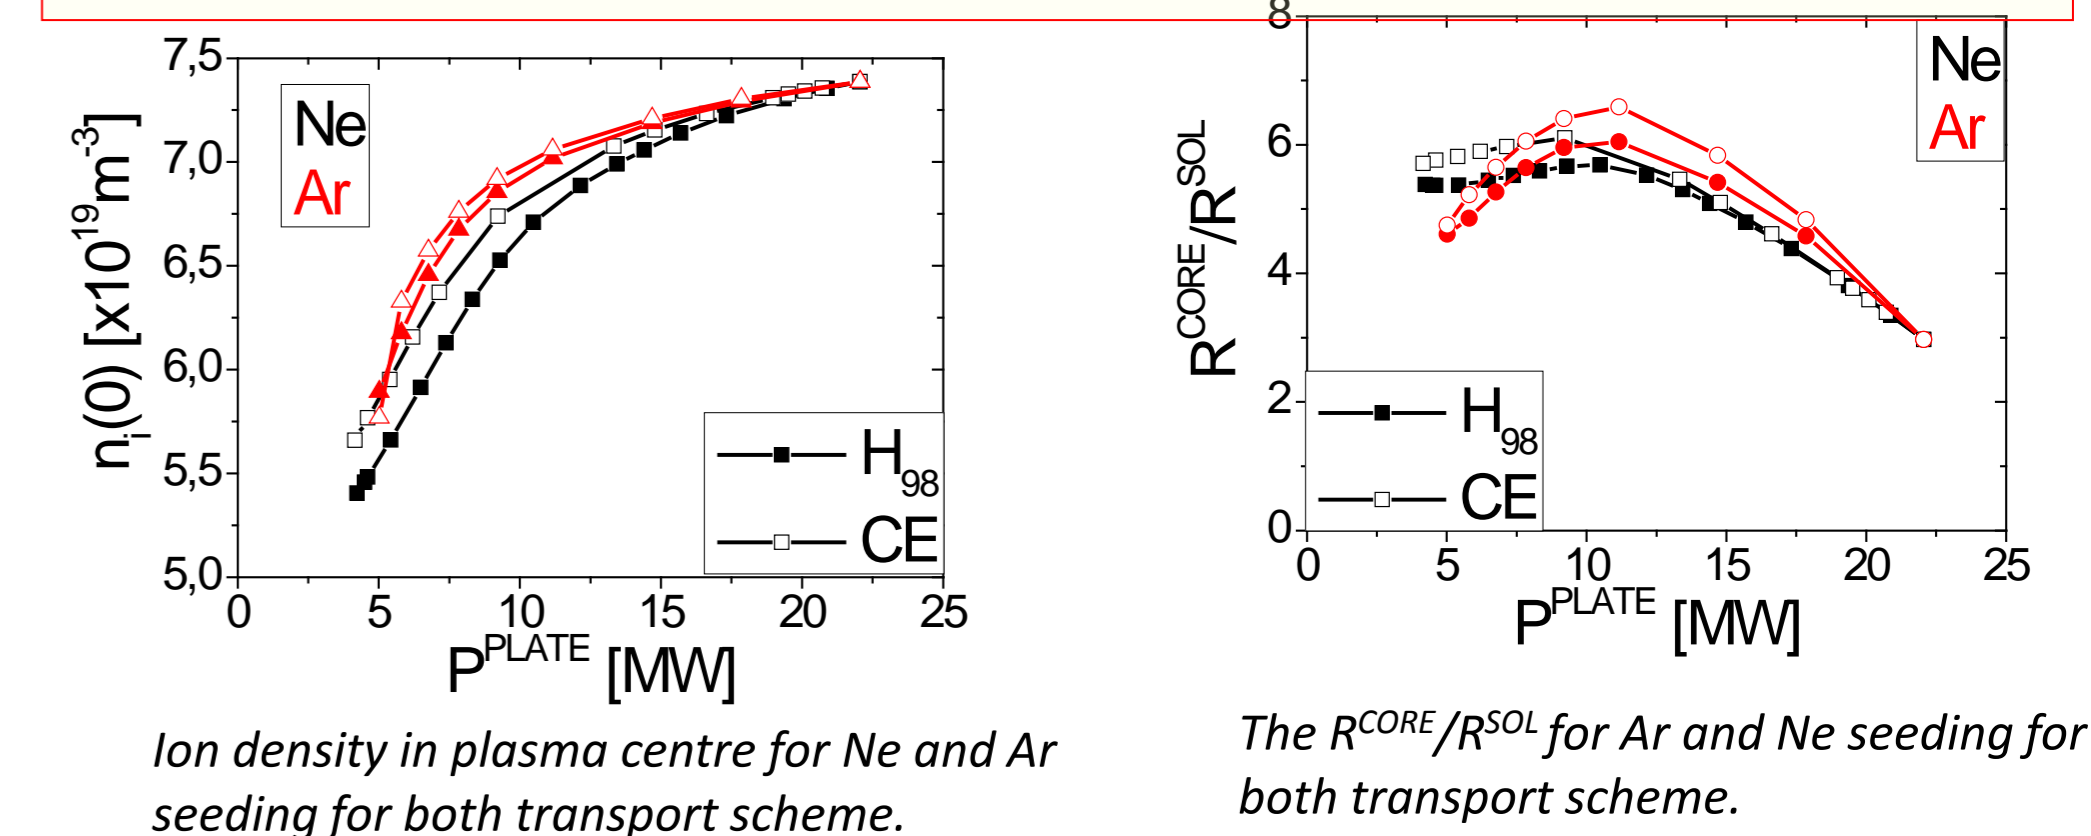 7,5
7,0
6,5
6,0
5,5
5,0
n_i(0) [x10^19 m^-3]
Ne
Ar
H_98
CE
0 5 10 15 20 25
P^PLATE [MW]
Ion density in plasma centre for Ne and Ar
seeding for both transport scheme.
8
6
4
2
0
R^CORE/R^SOL
Ne
Ar
H_98
CE
0 5 10 15 20 25
P^PLATE [MW]
The R^CORE/R^SOL for Ar and Ne seeding for
both transport scheme.